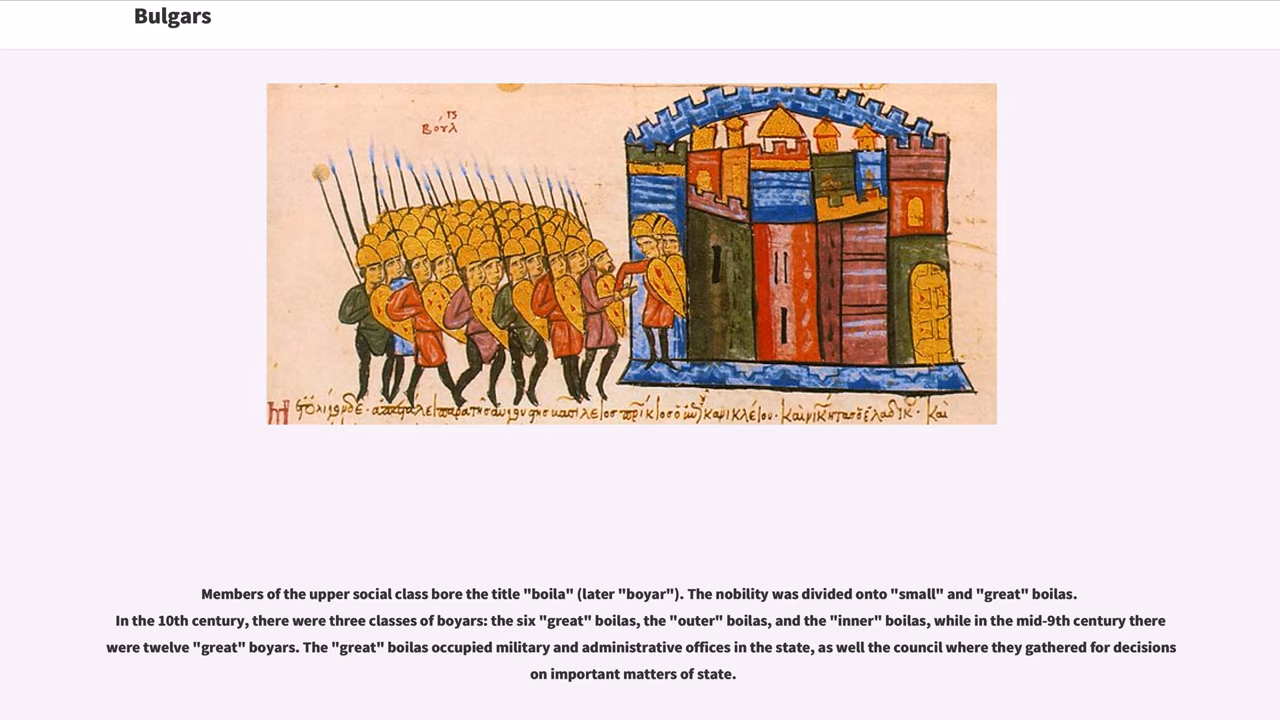 Bulgars
Members of the upper social class bore the title "boila" (later "boyar"). The nobility was divided onto "small" and "great" boilas.
In the 10th century, there were three classes of boyars: the six "great" boilas, the "outer" boilas, and the "inner" boilas, while in the mid-9th century there
were twelve "great" boyars. The "great" boilas occupied military and administrative offices in the state, as well the council where they gathered for decisions
on important matters of state.